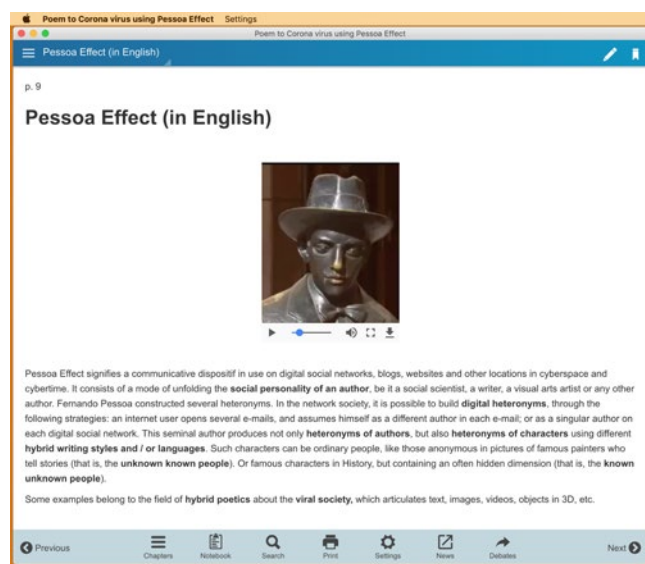 Poem to Corona virus using Pessoa Effect Settings
Poem to Corona virus using Pessoa Effect
Pessoa Effect (in English)
p. 9
Pessoa Effect (in English)
Pessoa Effect signifies a communicative dispositif in use on digital social networks, blogs, websites and other locations in cyberspace and
cybertime. It consists of a mode of unfolding the social personality of an author, be it a social scientist, a writer, a visual arts artist or any other
author. Fernando Pessoa constructed several heteronyms. In the network society, it is possible to build digital heteronyms, through the
following strategies: an internet user opens several e-mails, and assumes himself as a different author in each e-mail; or as a singular author on
each digital social network. This seminal author produces not only heteronyms of authors, but also heteronyms of characters using different
hybrid writing styles and / or languages. Such characters can be ordinary people, like those anonymous in pictures of famous painters who
tell stories (that is, the unknown known people). Or famous characters in History, but containing an often hidden dimension (that is, the known
unknown people).
Some examples belong to the field of hybrid poetics about the viral society, which articulates text, images, videos, objects in 3D, etc.
Previous
Chapters
Notebook
Search
Print
Settings
News
Debates
Next